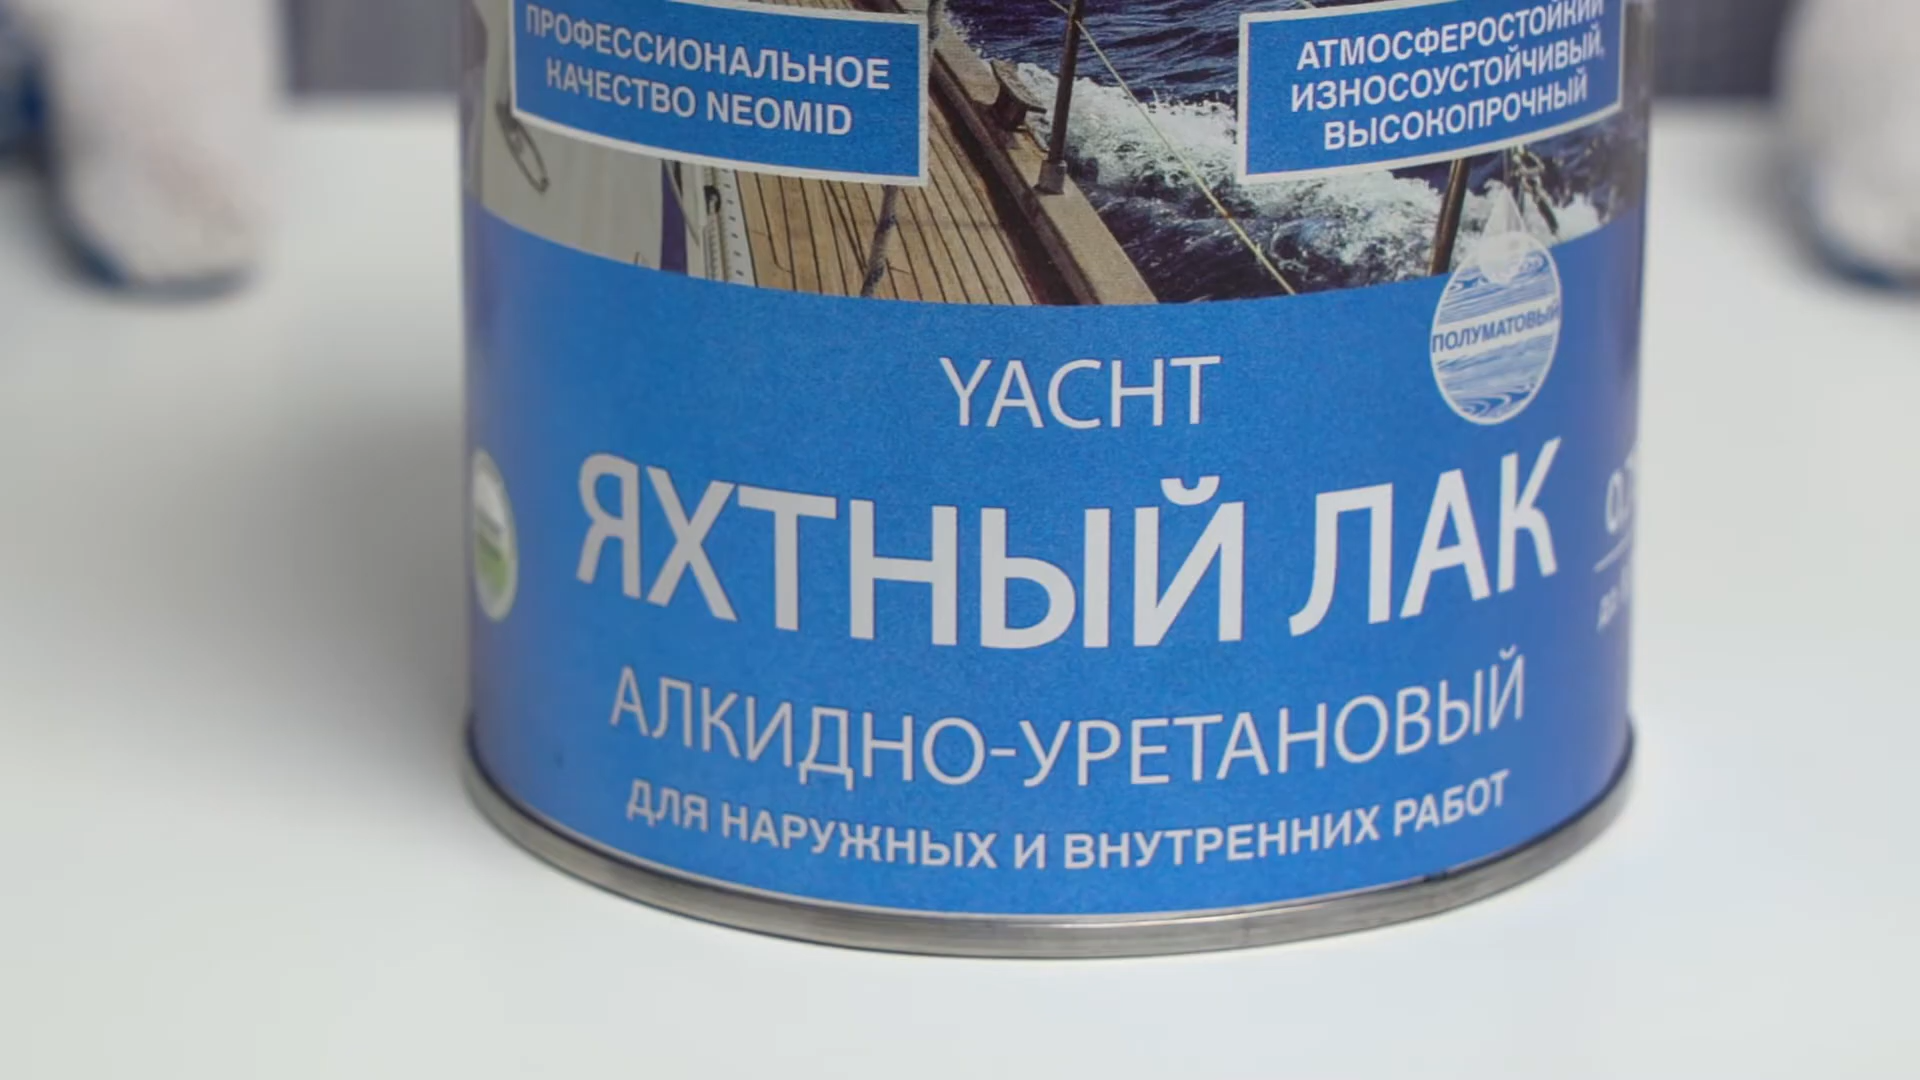 ПРОФЕССИОНАЛЬНОЕ
КАЧЕСТВО NEOMID
АТМОСФЕРОСТОЙКИЙ
ИЗНОСОУСТОЙЧИВЫЙ,
ВЫСОКОПРОЧНЫЙ
ПОЛУМАТОВЫЙ
YACHT
ЯХТНЫЙ ЛАК
АЛКИДНО-УРЕТАНОВЫЙ
ДЛЯ НАРУЖНЫХ И ВНУТРЕННИХ РАБОТ